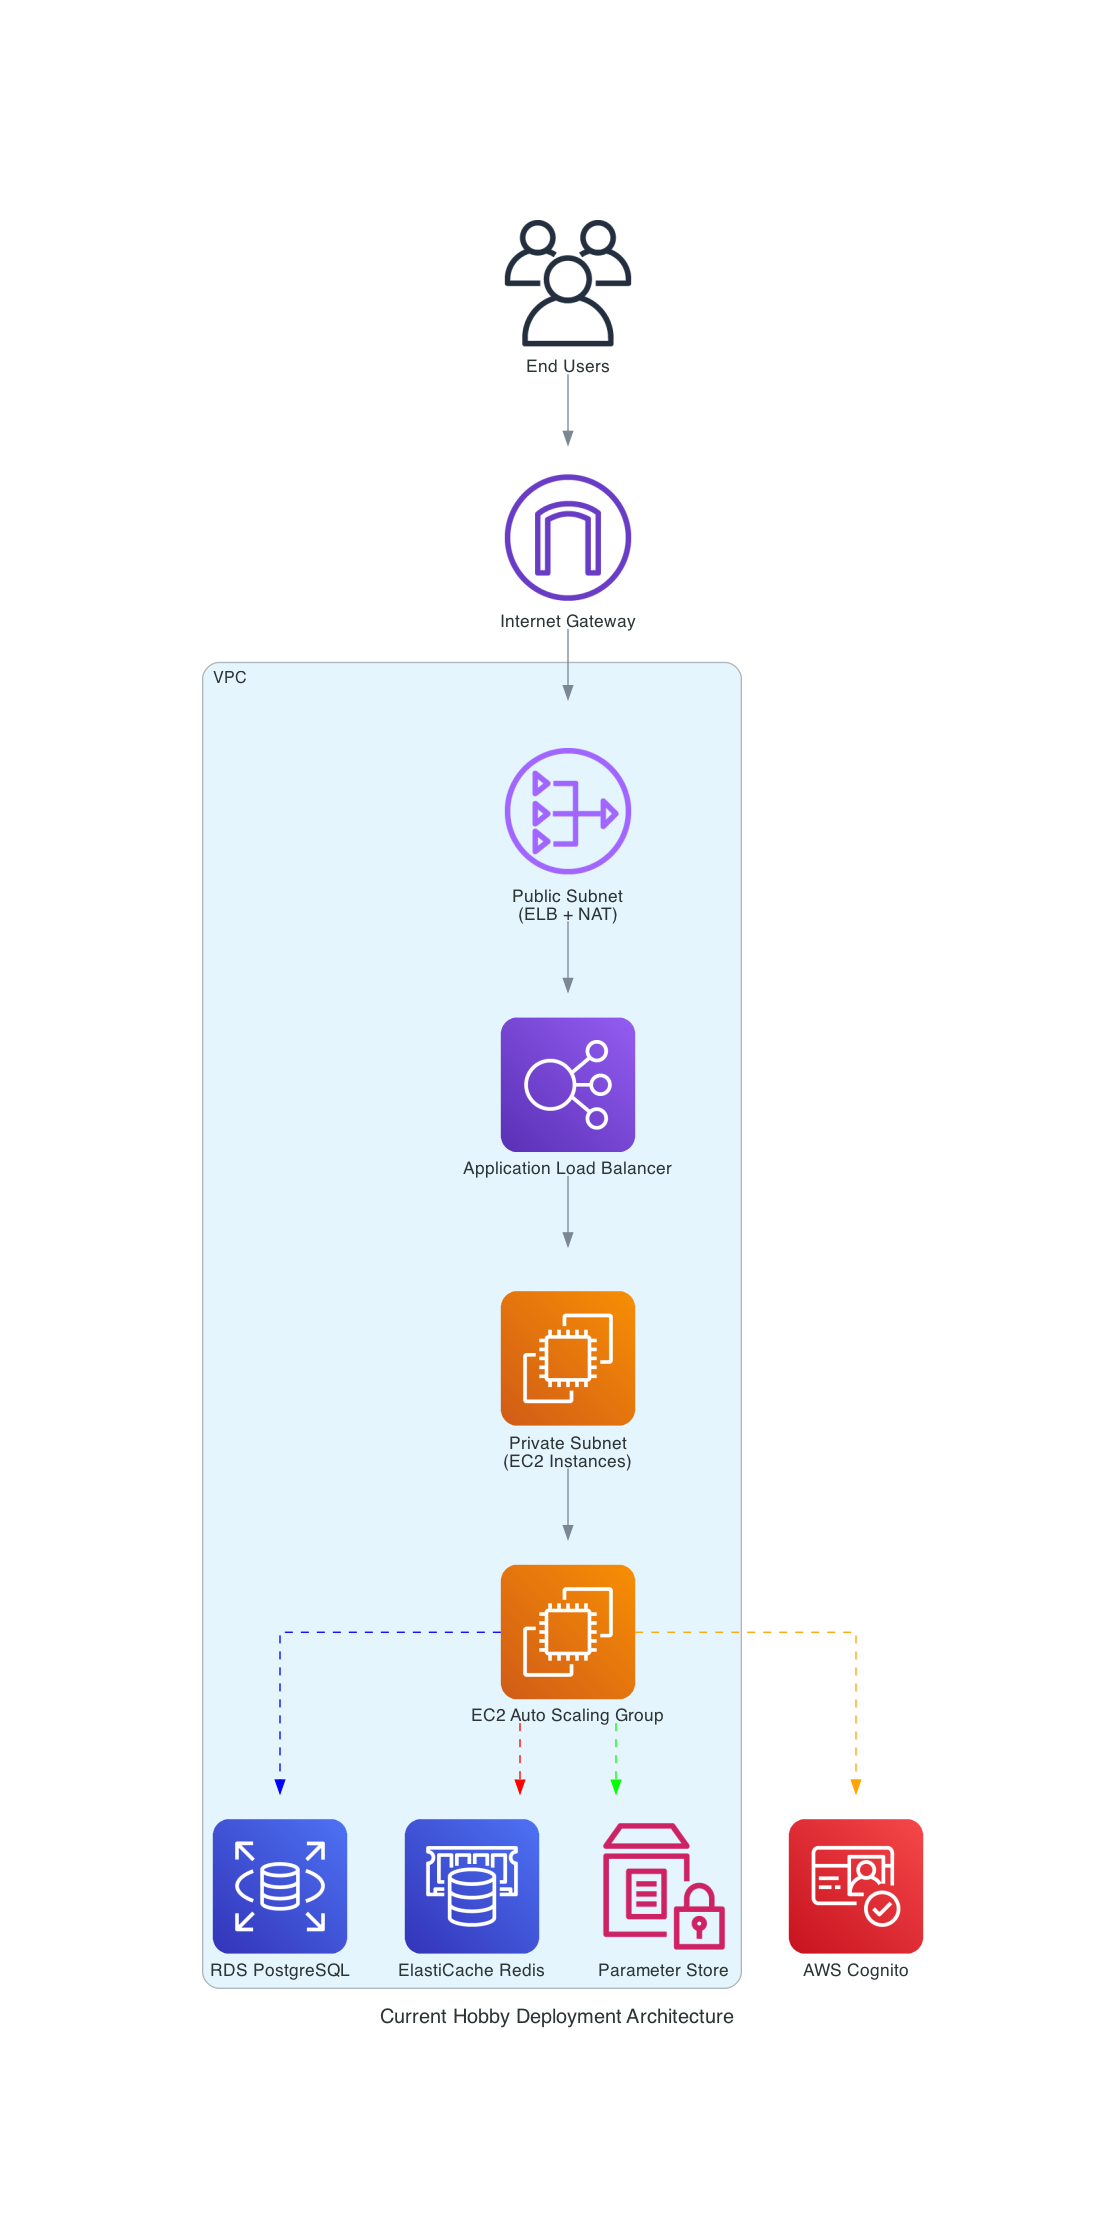 End Users
Internet Gateway
VPC
Public Subnet
(ELB + NAT)
Application Load Balancer
Private Subnet
(EC2 Instances)
EC2 Auto Scaling Group
RDS PostgreSQL
ElastiCache Redis
Parameter Store
AWS Cognito
Current Hobby Deployment Architecture